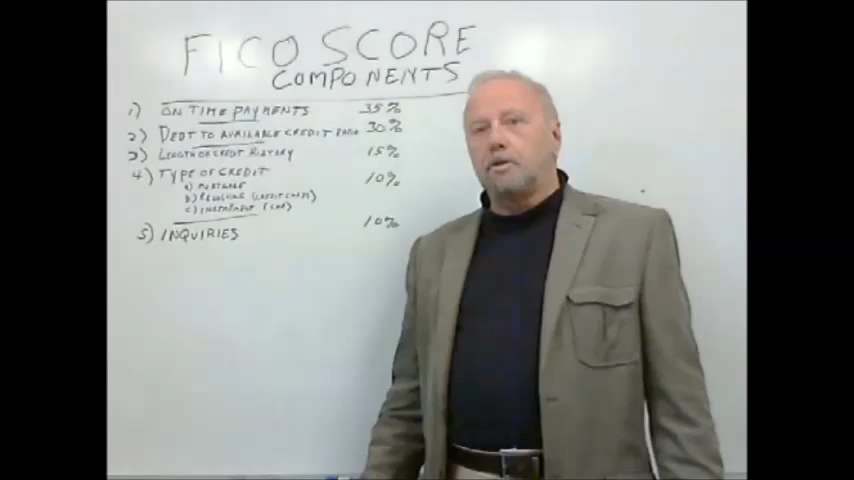 FICO SCORE
COMPONENTS
1) ON TIME PAYMENTS 35%
2) DEBT TO AVAILABLE CREDIT RATIO 30%
3) LENGTH OF CREDIT HISTORY 15%
4) TYPE OF CREDIT 10%
A) MORTGAGE
B) REVOLVING (CREDIT CARDS)
C) INSTALLMENT (CAR)
5) INQUIRIES 10%